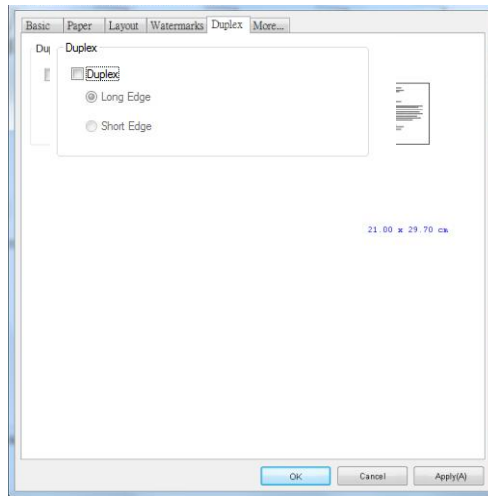 Basic Paper Layout Watermarks Duplex More...
Du Duplex
Duplex
Long Edge
Short Edge
21.00 x 29.70 cm
OK Cancel Apply(A)